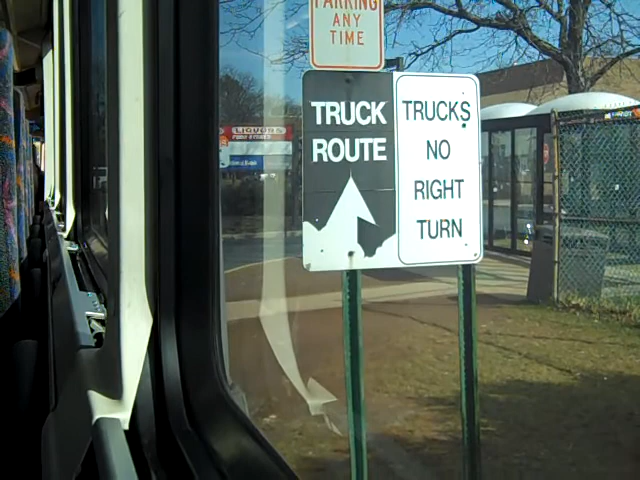 PARKING
ANY
TIME
TRUCK
ROUTE
TRUCKS
NO
RIGHT
TURN
LIQUORS